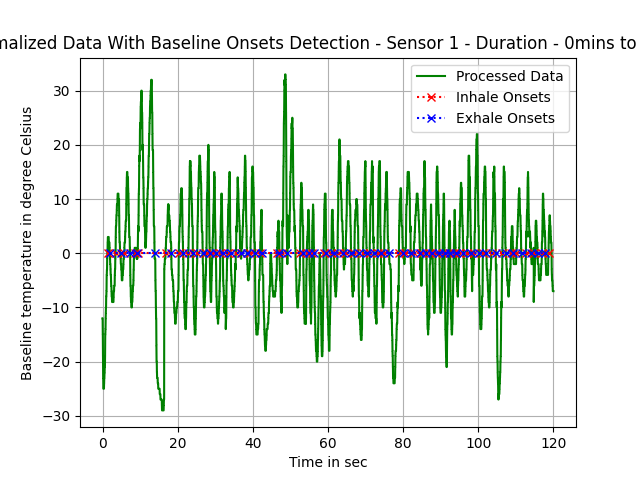 malized Data With Baseline Onsets Detection - Sensor 1 - Duration - 0mins to
Processed Data
Inhale Onsets
Exhale Onsets
Baseline temperature in degree Celsius
30
20
10
0
−10
−20
−30
0 20 40 60 80 100 120
Time in sec